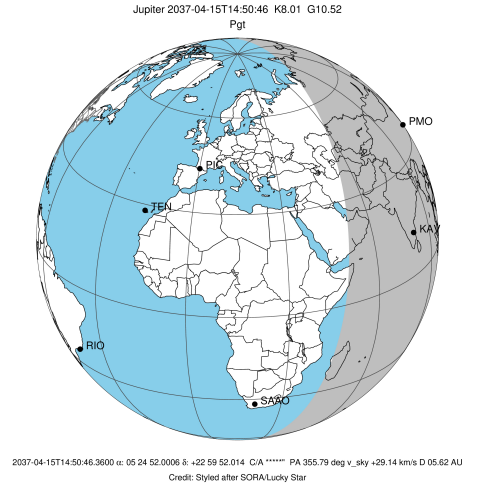 Jupiter 2037-04-15T14:50:46 K8.01 G10.52
Pgt
PMO
PIC
TEN
KAV
RIO
SAAO
2037-04-15T14:50:46.3600 α: 05 24 52.0006 δ: +22 59 52.014 C/A *****" PA 355.79 deg v_sky +29.14 km/s D 05.62 AU
Credit: Styled after SORA/Lucky Star